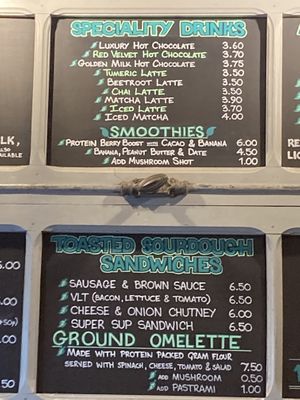 SPECIALITY DRINKS
LUXURY HOT CHOCOLATE 3.60
RED VELVET HOT CHOCOLATE 3.70
GOLDEN MILK HOT CHOCOLATE 3.75
TUMERIC LATTE 3.50
BEETROOT LATTE 3.50
CHAI LATTE 3.50
MATCHA LATTE 3.90
ICED LATTE 3.70
ICED MATCHA 4.00
SMOOTHIES
PROTEIN BERRY BOOST CACAO & BANANA 6.00
BANANA, PEANUT BUTTER & DATE 4.50
ADD MUSHROOM SHOT 1.00
TOASTED SOURDOUGH
SANDWICHES
SAUSAGE & BROWN SAUCE 6.50
VLT (BACON, LETTUCE & TOMATO) 6.50
CHEESE & ONION CHUTNEY 6.00
SUPER SUP SANDWICH 6.50
GROUND OMELETTE
MADE WITH PROTEIN PACKED GRAM FLOUR
SERVED WITH SPINACH, CHEESE, TOMATO & SALAD 7.50
ADD MUSHROOM 0.50
ADD PASTRAMI 1.00